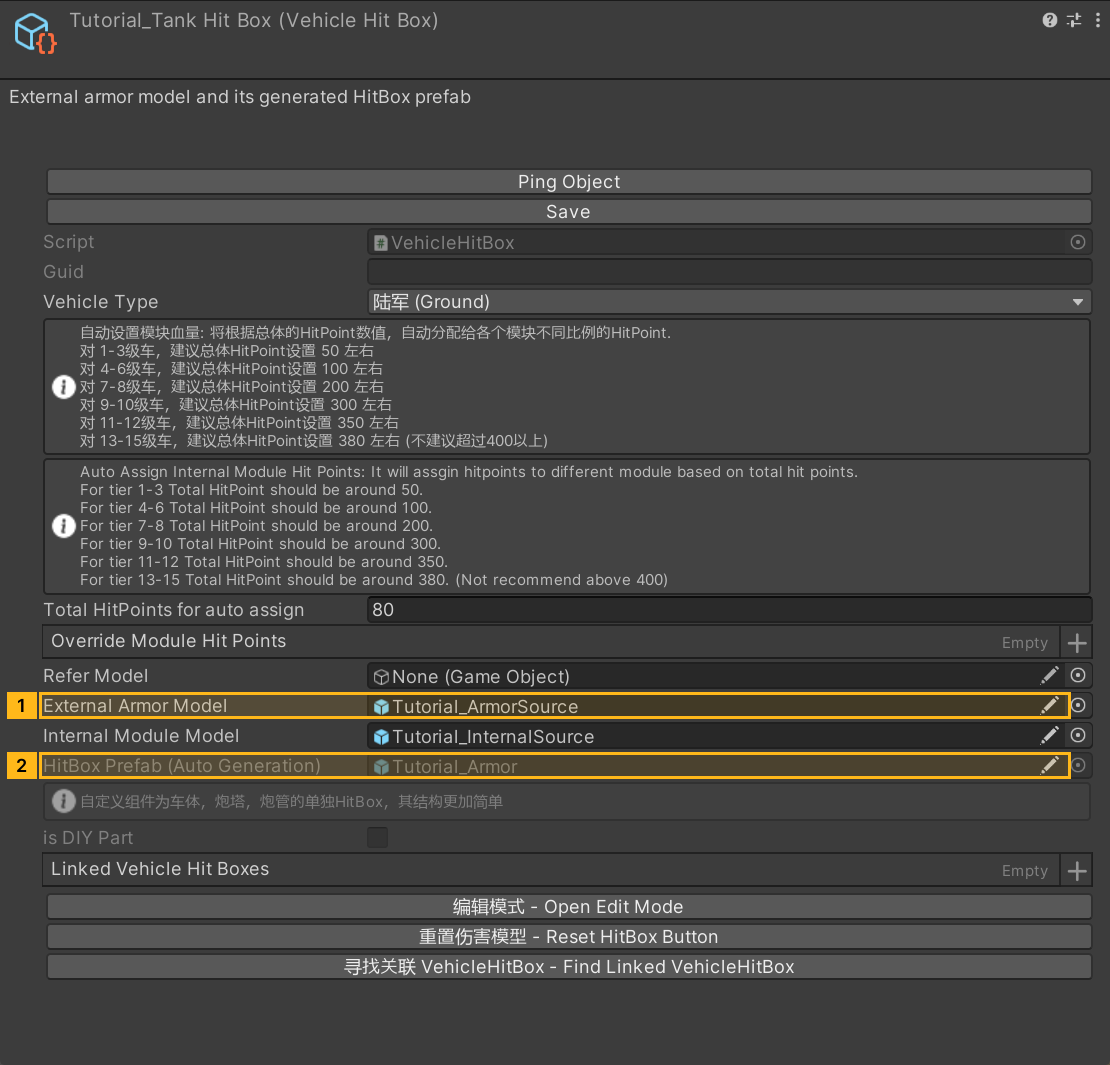 Tutorial_Tank Hit Box (Vehicle Hit Box)
External armor model and its generated HitBox prefab
Ping Object
Save
Script VehicleHitBox
Guid
Vehicle Type 陆军 (Ground)
自动设置模块血量: 将根据总体的HitPoint数值，自动分配给各个模块不同比例的HitPoint.
对 1-3级车，建议总体HitPoint设置 50 左右
对 4-6级车，建议总体HitPoint设置 100 左右
对 7-8级车，建议总体HitPoint设置 200 左右
对 9-10级车，建议总体HitPoint设置 300 左右
对 11-12级车，建议总体HitPoint设置 350 左右
对 13-15级车，建议总体HitPoint设置 380 左右 (不建议超过400以上)
Auto Assign Internal Module Hit Points: It will assgin hitpoints to different module based on total hit points.
For tier 1-3 Total HitPoint should be around 50.
For tier 4-6 Total HitPoint should be around 100.
For tier 7-8 Total HitPoint should be around 200.
For tier 9-10 Total HitPoint should be around 300.
For tier 11-12 Total HitPoint should be around 350.
For tier 13-15 Total HitPoint should be around 380. (Not recommend above 400)
Total HitPoints for auto assign 80
Override Module Hit Points Empty
Refer Model None (Game Object)
1 External Armor Model Tutorial_ArmorSource
Internal Module Model Tutorial_InternalSource
2 HitBox Prefab (Auto Generation) Tutorial_Armor
自定义组件为车体，炮塔，炮管的单独HitBox，其结构更加简单
is DIY Part
Linked Vehicle Hit Boxes Empty
编辑模式 - Open Edit Mode
重置伤害模型 - Reset HitBox Button
寻找关联 VehicleHitBox - Find Linked VehicleHitBox